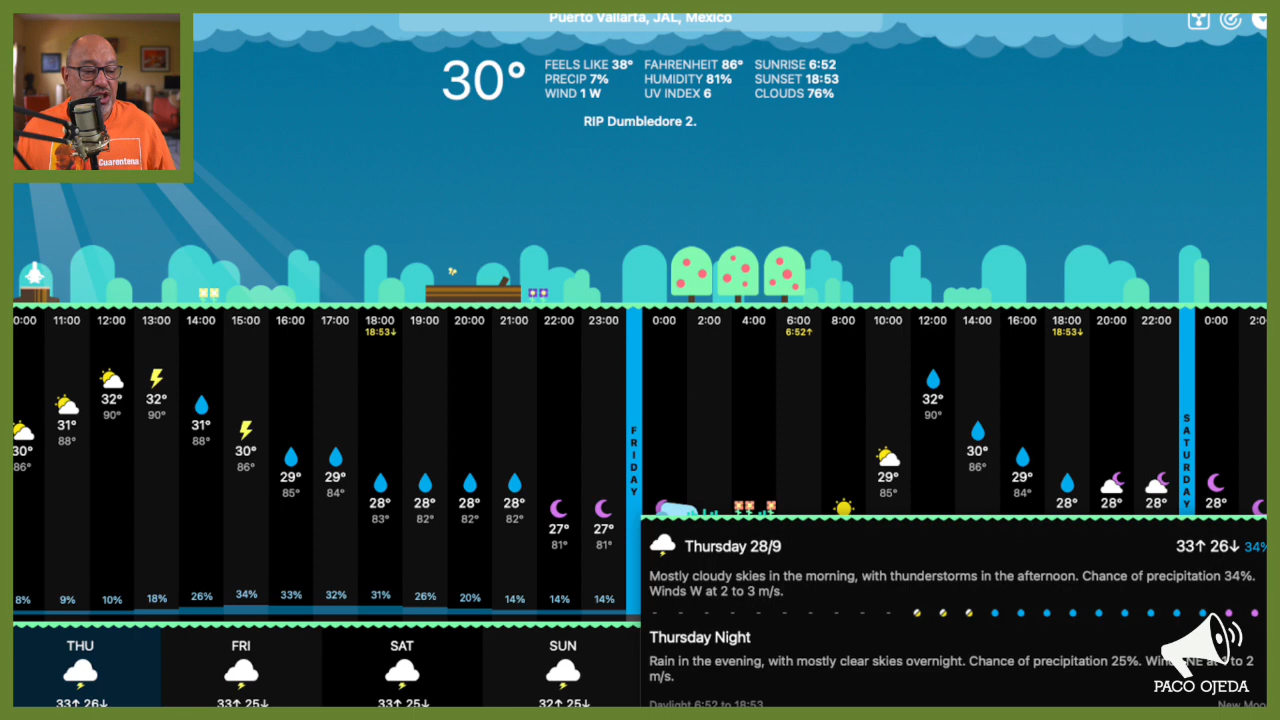 Puerto Vallarta, JAL, Mexico
30°
FEELS LIKE 38° FAHRENHEIT 86° SUNRISE 6:52
PRECIP 7% HUMIDITY 81% SUNSET 18:53
WIND 1 W UV INDEX 6 CLOUDS 76%
RIP Dumbledore 2.
Cuarentena
0:00 11:00 12:00 13:00 14:00 15:00 16:00 17:00 18:00 19:00 20:00 21:00 22:00 23:00 0:00 2:00 4:00 6:00 8:00 10:00 12:00 14:00 16:00 18:00 20:00 22:00 0:00 2:0
18:53↓ 6:52↑ 18:53↓
30° 31° 32° 32° 31° 30° 29° 29° 28° 28° 28° 28° 27° 27° 29° 32° 30° 29° 28° 28° 28° 28°
86° 88° 90° 90° 88° 86° 85° 84° 83° 82° 82° 82° 81° 81° 85° 90° 86° 84°
FRIDAY
SATURDAY
8% 9% 10% 18% 26% 34% 33% 32% 31% 26% 20% 14% 14% 14%
THU FRI SAT SUN
33↑ 26↓ 33↑ 25↓ 33↑ 25↓ 32↑ 25↓
Thursday 28/9 33↑ 26↓ 34%
Mostly cloudy skies in the morning, with thunderstorms in the afternoon. Chance of precipitation 34%.
Winds W at 2 to 3 m/s.
Thursday Night
Rain in the evening, with mostly clear skies overnight. Chance of precipitation 25%. Winds NE at 1 to 2
m/s.
Daylight 6:52 to 18:53 New Moo
PACO OJEDA